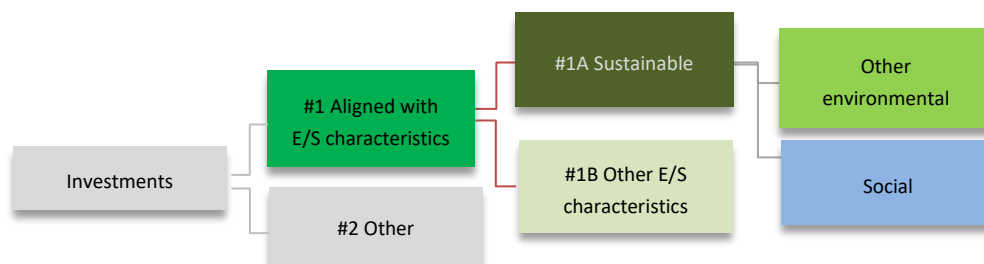 Investments
#1 Aligned with
E/S characteristics
#2 Other
#1A Sustainable
#1B Other E/S
characteristics
Other
environmental
Social